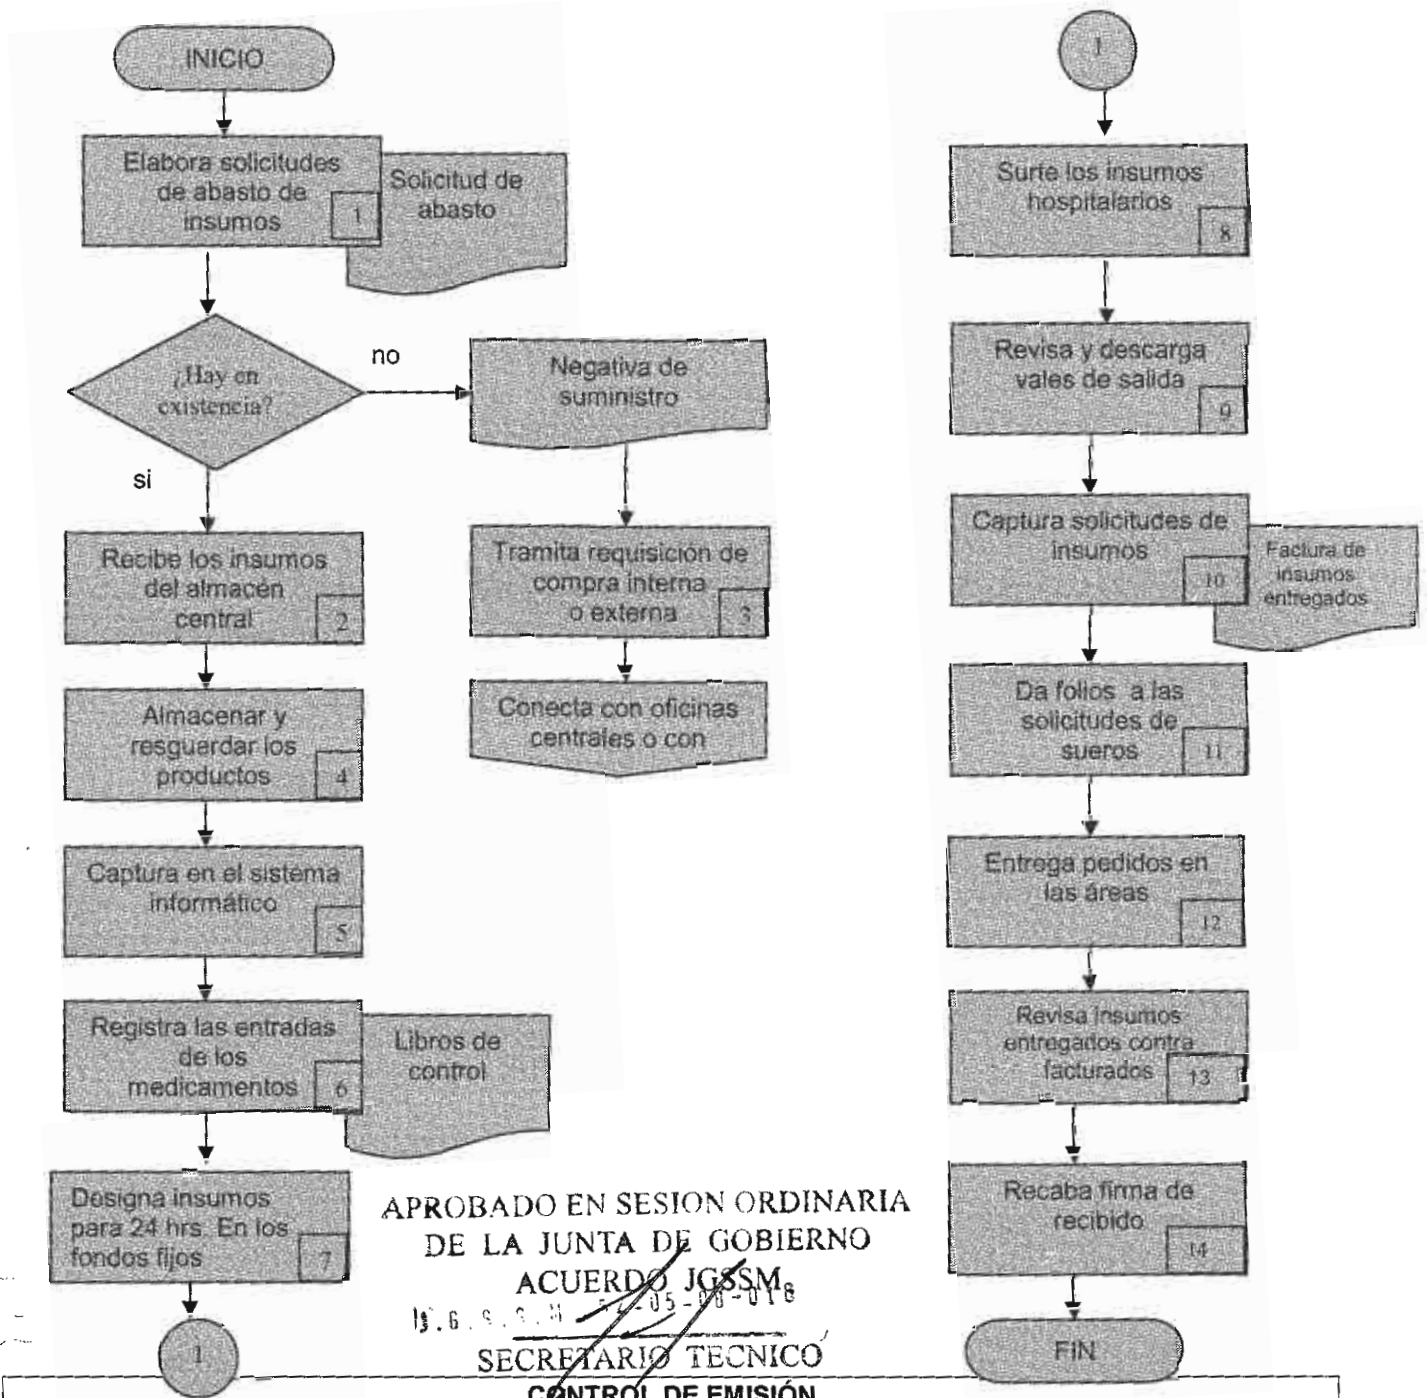 INICIO
Elabora solicitudes
de abasto de
insumos
1
Solicitud de
abasto
¿Hay en
existencia?
no
si
Negativa de
suministro
Recibe los insumos
del almacén
central
2
Tramita requisición de
compra interna
o externa
3
Almacenar y
resguardar los
productos
4
Conecta con oficinas
centrales o con
Captura en el sistema
informático
5
Registra las entradas
de los
medicamentos
6
Libros de
control
Designa insumos
para 24 hrs. En los
fondos fijos
7
1
1
Surte los insumos
hospitalarios
8
Revisa y descarga
vales de salida
9
Captura solicitudes de
insumos
10
Factura de
insumos
entregados
Da folios a las
solicitudes de
sueros
11
Entrega pedidos en
las áreas
12
Revisa insumos
entregados contra
facturados
13
Recaba firma de
recibido
14
FIN
APROBADO EN SESION ORDINARIA
DE LA JUNTA DE GOBIERNO
ACUERDO JGSSM
SECRETARIO TECNICO
CONTROL DE EMISIÓN